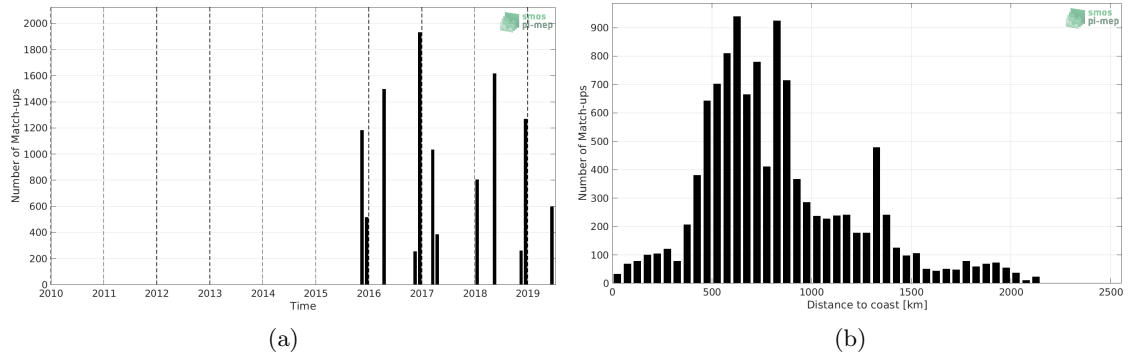 smos
pi-mep
Number of Match-ups
2000
1800
1600
1400
1200
1000
800
600
400
200
0
2010 2011 2012 2013 2014 2015 2016 2017 2018 2019
Time
(a)
smos
pi-mep
Number of Match-ups
900
800
700
600
500
400
300
200
100
0
0 500 1000 1500 2000 2500
Distance to coast [km]
(b)